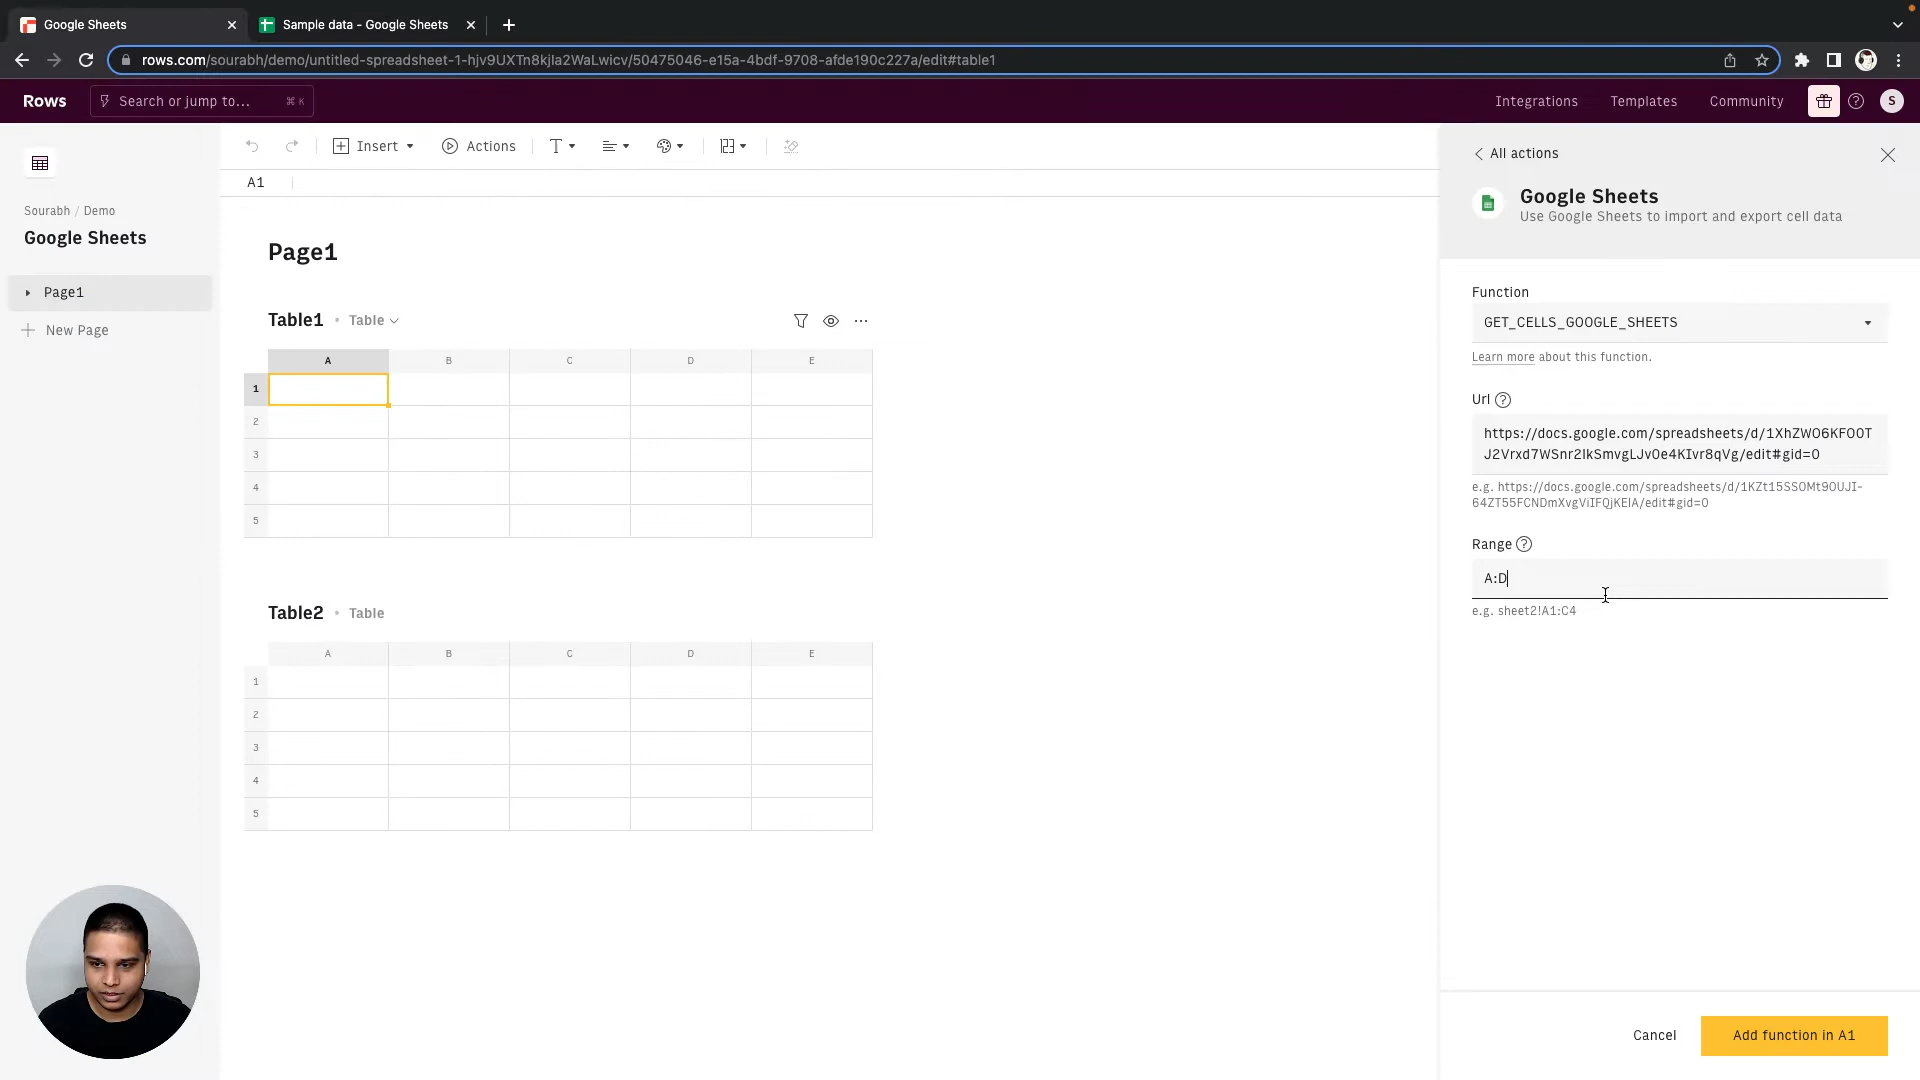 Google Sheets
Sample data - Google Sheets
rows.com/sourabh/demo/untitled-spreadsheet-1-hjv9UXTn8kjla2WaLwicv/50475046-e15a-4bdf-9708-afde190c227a/edit#table1
Rows
Search or jump to...
⌘ K
Integrations
Templates
Community
S
Insert
Actions
A1
Sourabh / Demo
Google Sheets
Page1
New Page
Page1
Table1 • Table
A B C D E
1
2
3
4
5
Table2 • Table
A B C D E
1
2
3
4
5
All actions
Google Sheets
Use Google Sheets to import and export cell data
Function
GET_CELLS_GOOGLE_SHEETS
Learn more about this function.
Url
https://docs.google.com/spreadsheets/d/1XhZWO6KFOOT
J2Vrxd7WSnr2IkSmvgLJvOe4KIvr8qVg/edit#gid=0
e.g. https://docs.google.com/spreadsheets/d/1KZt15SSOMt9OUJI-
64ZT55FCNDmXvgViIFQjKElA/edit#gid=0
Range
A:D
e.g. sheet2!A1:C4
Cancel
Add function in A1